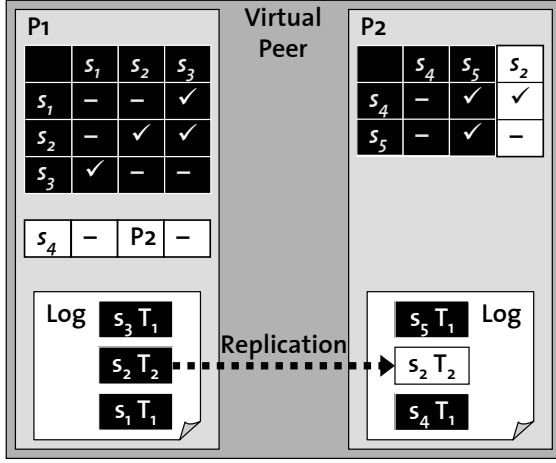 Virtual Peer
P1
s1 s2 s3
s1 – – ✓
s2 – ✓ ✓
s3 ✓ – –
s4 – P2 –
Log
s3 T1
s2 T2
s1 T1
Replication
P2
s4 s5 s2
s4 – ✓ ✓
s5 – ✓ –
Log
s5 T1
s2 T2
s4 T1